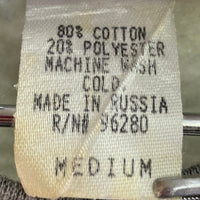 80% COTTON
20% POLYESTER
MACHINE WASH
COLD
MADE IN RUSSIA
R/N# 96280
MEDIUM